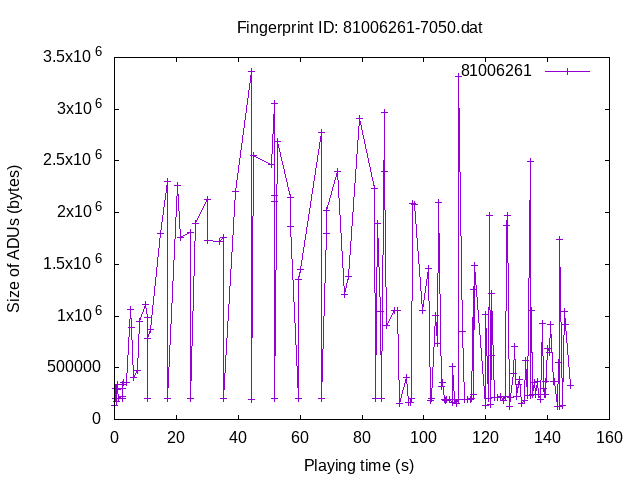 Fingerprint ID: 81006261-7050.dat
81006261
3.5x10^6
3x10^6
2.5x10^6
2x10^6
1.5x10^6
1x10^6
500000
0
Size of ADUs (bytes)
0 20 40 60 80 100 120 140 160
Playing time (s)